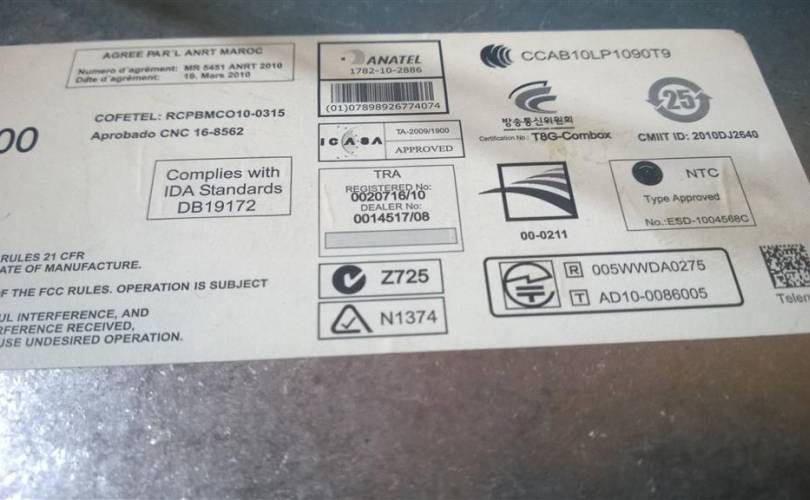 AGREE PAR'L ANRT MAROC
Numero d'agrément: MR 5451 ANRT 2010
Date d'agrément: 18. Mars 2010
COFETEL: RCPBMCO10-0315
Aprobado CNC 16-8562
00
Complies with
IDA Standards
DB19172
RULES 21 CFR
ATE OF MANUFACTURE.
F THE FCC RULES. OPERATION IS SUBJECT
UL INTERFERENCE, AND
RFERENCE RECEIVED,
USE UNDESIRED OPERATION.
ANATEL
1782-10-2886
(01)07898926774074
ICASA
TA-2009/1900
APPROVED
TRA
REGISTERED No:
0020716/10
DEALER No:
0014517/08
Z725
N1374
CCAB10LP1090T9
방송통신위원회
Certification No.: T8G-Combox
25
CMIIT ID: 2010DJ2640
00-0211
NTC
Type Approved
No.:ESD-1004568C
R 005WWDA0275
T AD10-0086005
Telem